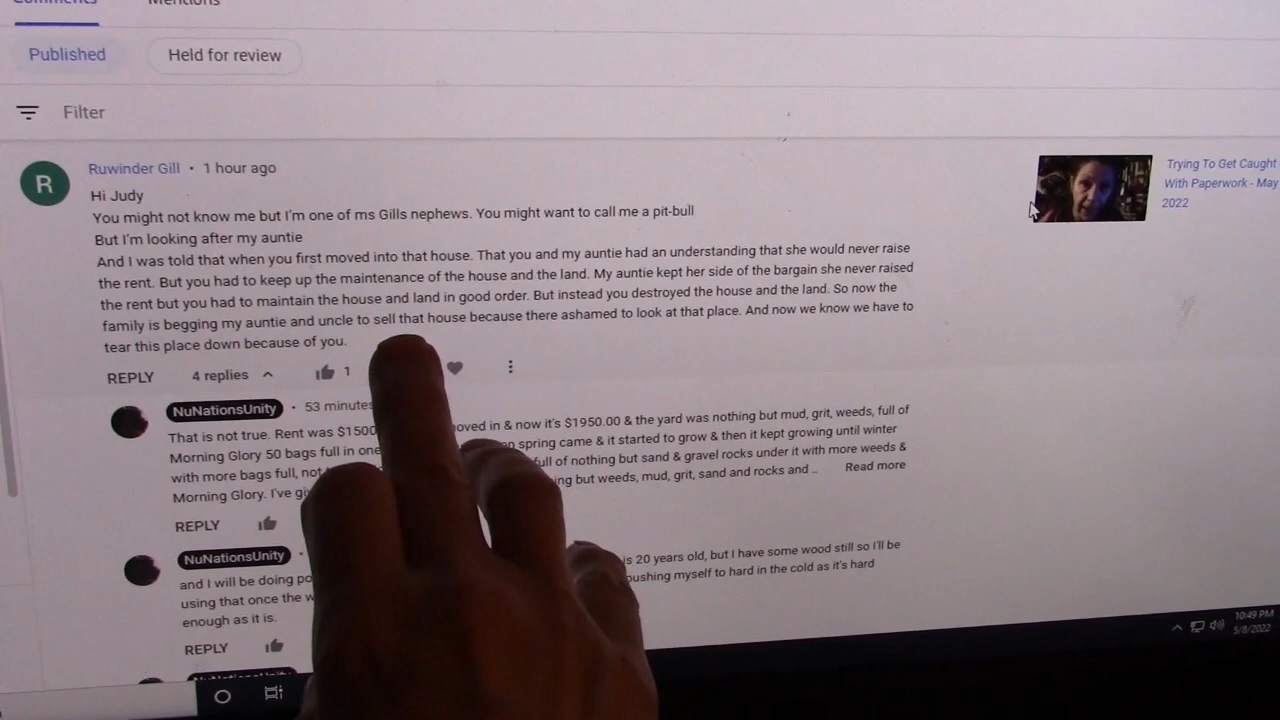 Comments
Mentions
Published
Held for review
Filter
Ruwinder Gill • 1 hour ago
Hi Judy
You might not know me but I'm one of ms Gills nephews. You might want to call me a pit-bull
But I'm looking after my auntie
And I was told that when you first moved into that house. That you and my auntie had an understanding that she would never raise
the rent. But you had to keep up the maintenance of the house and the land. My auntie kept her side of the bargain she never raised
the rent but you had to maintain the house and land in good order. But instead you destroyed the house and the land. So now the
family is begging my auntie and uncle to sell that house because there ashamed to look at that place. And now we know we have to
tear this place down because of you.
REPLY
4 replies
1
Trying To Get Caught
With Paperwork - May
2022
NuNationsUnity • 53 minutes
That is not true. Rent was $1500 moved in & now it's $1950.00 & the yard was nothing but mud, grit, weeds, full of
Morning Glory 50 bags full in one spring came & it started to grow & then it kept growing until winter
with more bags full, full of nothing but sand & gravel rocks under it with more weeds &
Morning Glory. I've but weeds, mud, grit, sand and rocks and ... Read more
REPLY
NuNationsUnity •
and I will be doing is 20 years old, but I have some wood still so I'll be
using that once the pushing myself to hard in the cold as it's hard
enough as it is.
REPLY
NuNationsUnity
10:49 PM
5/8/2022